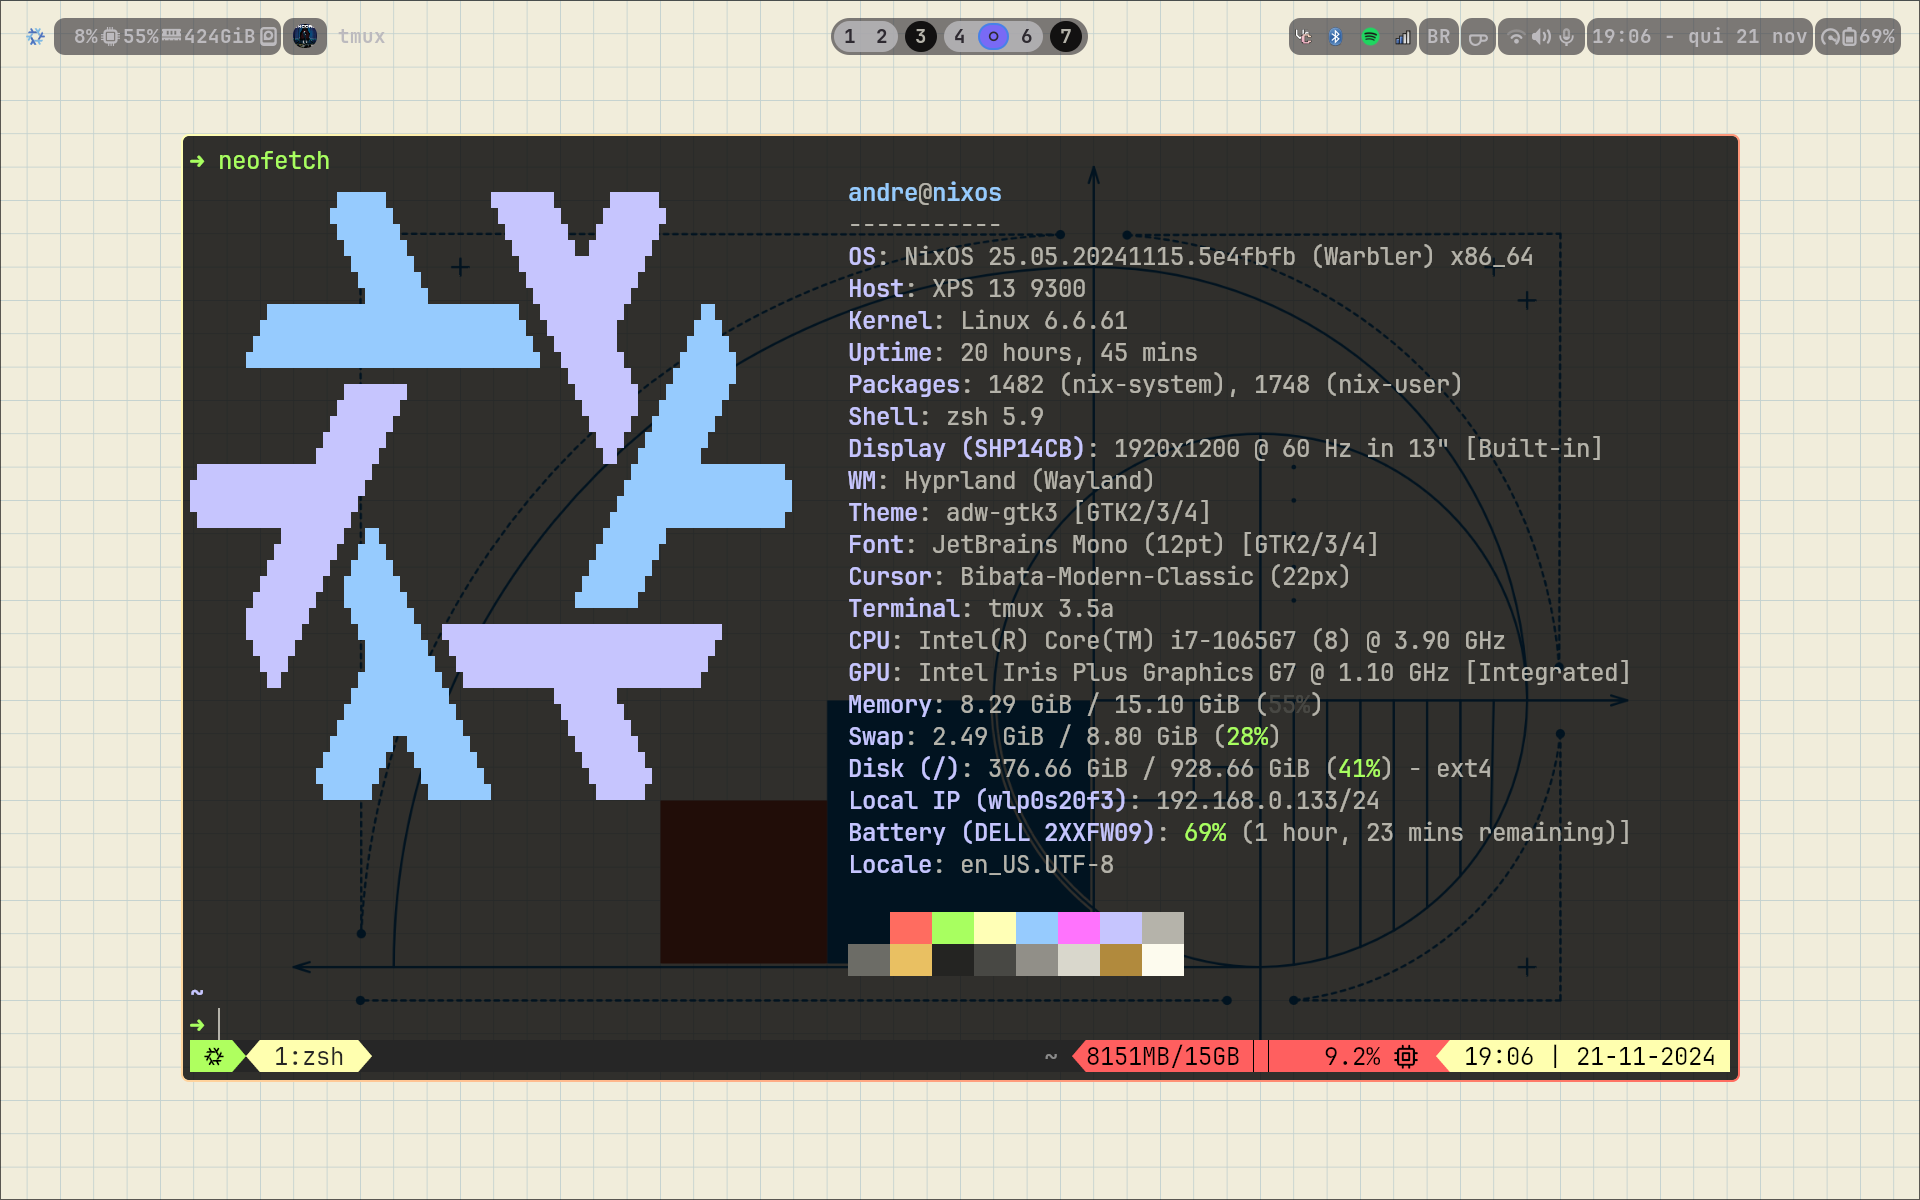 8% 55% 424GiB tmux 1 2 3 4 6 7 BR 19:06 - qui 21 nov 69%
➜ neofetch
andre@nixos
-----------
OS: NixOS 25.05.20241115.5e4fbfb (Warbler) x86_64
Host: XPS 13 9300
Kernel: Linux 6.6.61
Uptime: 20 hours, 45 mins
Packages: 1482 (nix-system), 1748 (nix-user)
Shell: zsh 5.9
Display (SHP14CB): 1920x1200 @ 60 Hz in 13" [Built-in]
WM: Hyprland (Wayland)
Theme: adw-gtk3 [GTK2/3/4]
Font: JetBrains Mono (12pt) [GTK2/3/4]
Cursor: Bibata-Modern-Classic (22px)
Terminal: tmux 3.5a
CPU: Intel(R) Core(TM) i7-1065G7 (8) @ 3.90 GHz
GPU: Intel Iris Plus Graphics G7 @ 1.10 GHz [Integrated]
Memory: 8.29 GiB / 15.10 GiB (55%)
Swap: 2.49 GiB / 8.80 GiB (28%)
Disk (/): 376.66 GiB / 928.66 GiB (41%) - ext4
Local IP (wlp0s20f3): 192.168.0.133/24
Battery (DELL 2XXFW09): 69% (1 hour, 23 mins remaining)]
Locale: en_US.UTF-8
~
➜
1:zsh ~ 8151MB/15GB 9.2% 19:06 | 21-11-2024